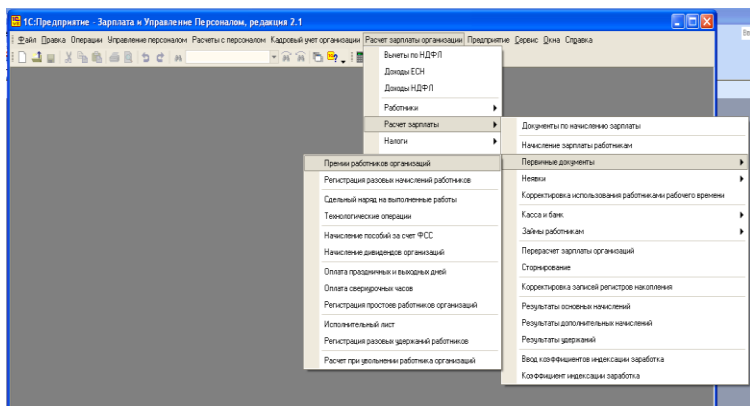 1С:Предприятие - Зарплата и Управление Персоналом, редакция 2.1
Файл Правка Операции Управление персоналом Расчеты с персоналом Кадровый учет организации Расчет зарплаты организации Предприятие Сервис Окна Справка
Вычеты по НДФЛ
Доходы ЕСН
Доходы НДФЛ
Работники
Расчет зарплаты
Налоги
Документы по начислению зарплаты
Начисление зарплаты работникам
Первичные документы
Неявки
Корректировка использования работниками рабочего времени
Касса и банк
Займы работникам
Перерасчет зарплаты организаций
Сторнирование
Корректировка записей регистров накопления
Результаты основных начислений
Результаты дополнительных начислений
Результаты удержаний
Ввод коэффициентов индексации заработка
Коэффициент индексации заработка
Премии работников организаций
Регистрация разовых начислений работников
Сдельный наряд на выполненные работы
Технологические операции
Начисление пособий за счет ФСС
Начисление дивидендов организаций
Оплата праздничных и выходных дней
Оплата сверхурочных часов
Регистрация простоев работников организаций
Исполнительный лист
Регистрация разовых удержаний работников
Расчет при увольнении работника организаций